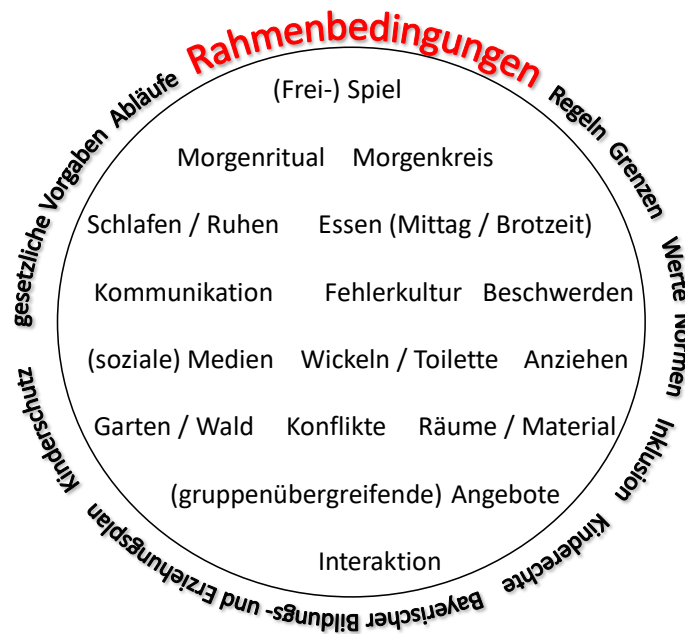 Rahmenbedingungen
Regeln Grenzen Werte Normen Inklusion Kinderechte Bayerischer Bildungs- und Erziehungsplan Kinderschutz gesetzliche Vorgaben Abläufe
(Frei-) Spiel
Morgenritual Morgenkreis
Schlafen / Ruhen Essen (Mittag / Brotzeit)
Kommunikation Fehlerkultur Beschwerden
(soziale) Medien Wickeln / Toilette Anziehen
Garten / Wald Konflikte Räume / Material
(gruppenübergreifende) Angebote
Interaktion